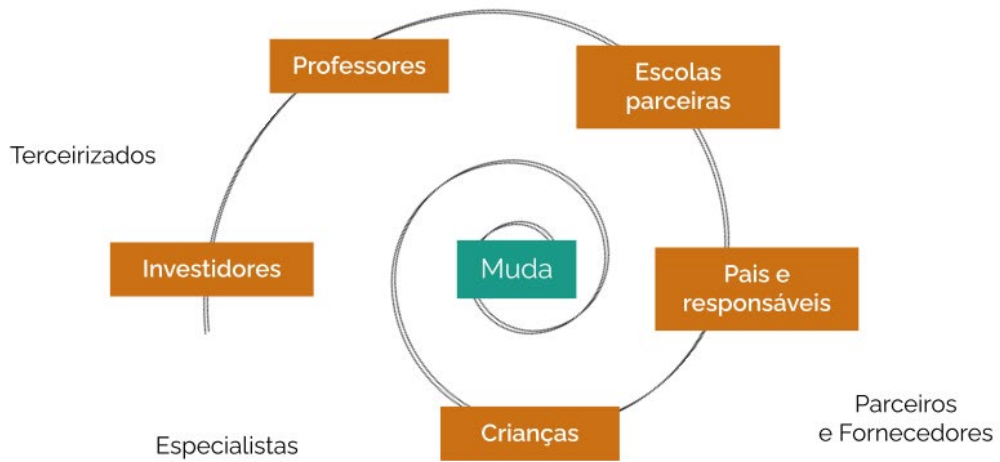 Professores
Escolas
parceiras
Terceirizados
Investidores
Muda
Pais e
responsáveis
Crianças
Parceiros
e Fornecedores
Especialistas